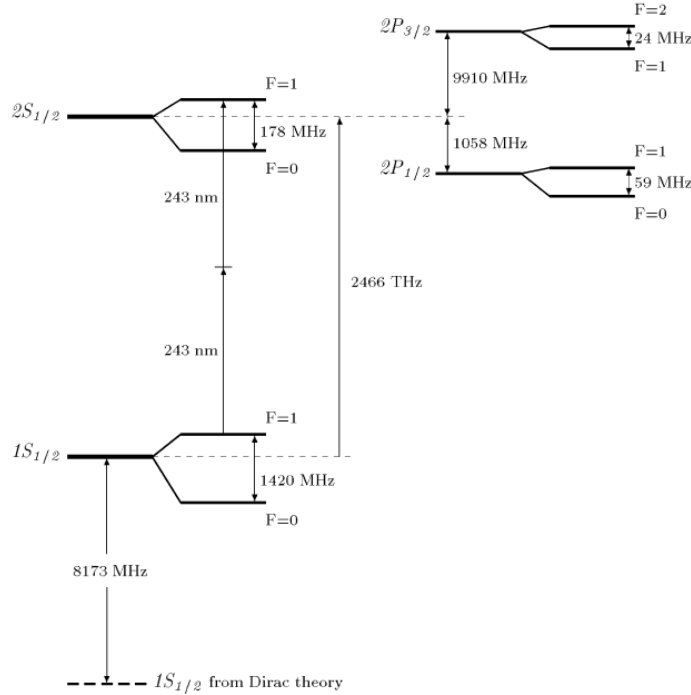 F=2
2P3/2
24 MHz
F=1
9910 MHz
F=1
2S1/2
178 MHz
1058 MHz
F=1
F=0
2P1/2
59 MHz
243 nm
F=0
2466 THz
243 nm
F=1
1S1/2
1420 MHz
F=0
8173 MHz
1S1/2 from Dirac theory